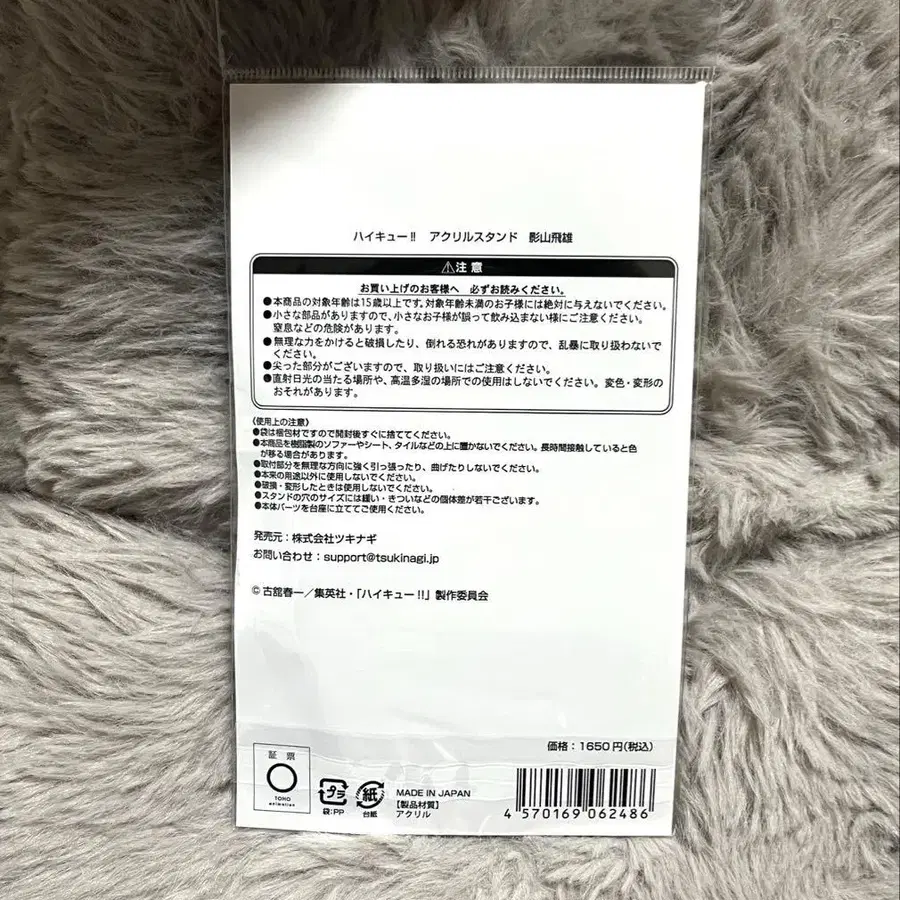 ハイキュー!! アクリルスタンド 影山飛雄
⚠注意
お買い上げのお客様へ 必ずお読みください。
●本商品の対象年齢は15歳以上です。対象年齢未満のお子様には絶対に与えないでください。
●小さな部品がありますので、小さなお子様が誤って飲み込まない様にご注意ください。
窒息などの危険があります。
●無理な力をかけると破損したり、倒れる恐れがありますので、乱暴に取り扱わないで
ください。
●尖った部分がございますので、取り扱いにはご注意ください。
●直射日光の当たる場所や、高温多湿の場所での使用はしないでください。変色・変形の
おそれがあります。
(使用上の注意)
●袋は梱包材ですので開封後すぐに捨ててください。
●本商品を樹脂製のソファーやシート、タイルなどの上に置かないでください。長時間接触していると色
が移る場合があります。
●取付部分を無理な方向に強く引っ張ったり、曲げたりしないでください。
●本来の用途以外に使用しないでください。
●破損・変形したときは使用しないでください。
●スタンドの穴のサイズには緩い・きついなどの個体差が若干ございます。
●本体パーツを台座に立ててご使用ください。
発売元：株式会社ツキナギ
お問い合わせ：support@tsukinagi.jp
© 古舘春一／集英社・「ハイキュー!!」製作委員会
価格：1650円(税込)
証票
TOHO
animation
プラ
袋:PP
紙
台紙
MADE IN JAPAN
【製品材質】
アクリル
4 570169 062486